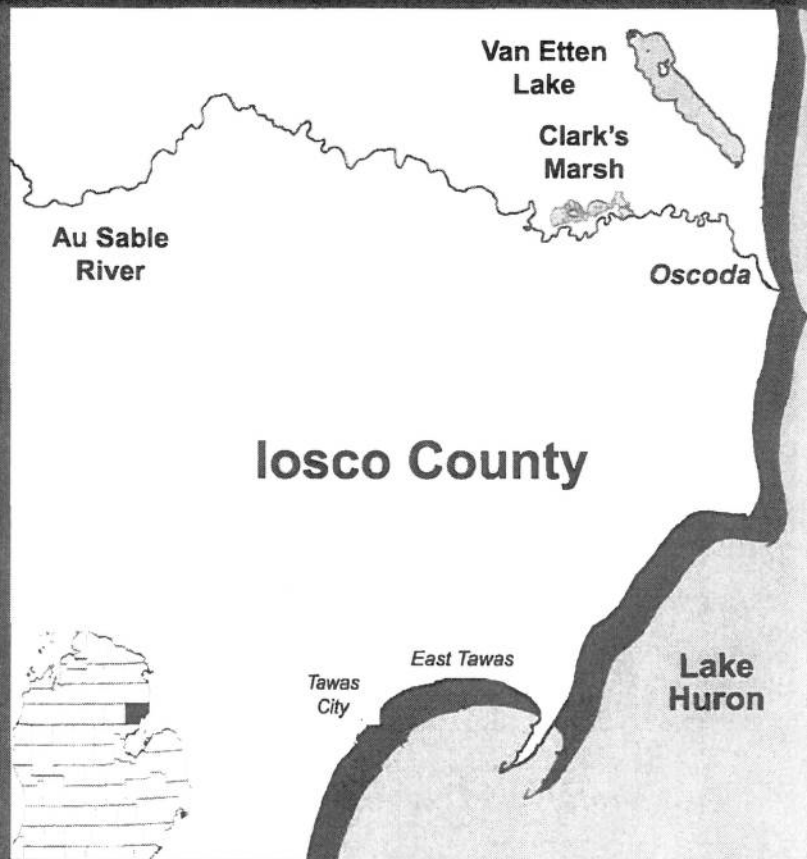 Van Etten
Lake
Clark's
Marsh
Au Sable
River
Oscoda
Iosco County
East Tawas
Tawas
City
Lake
Huron